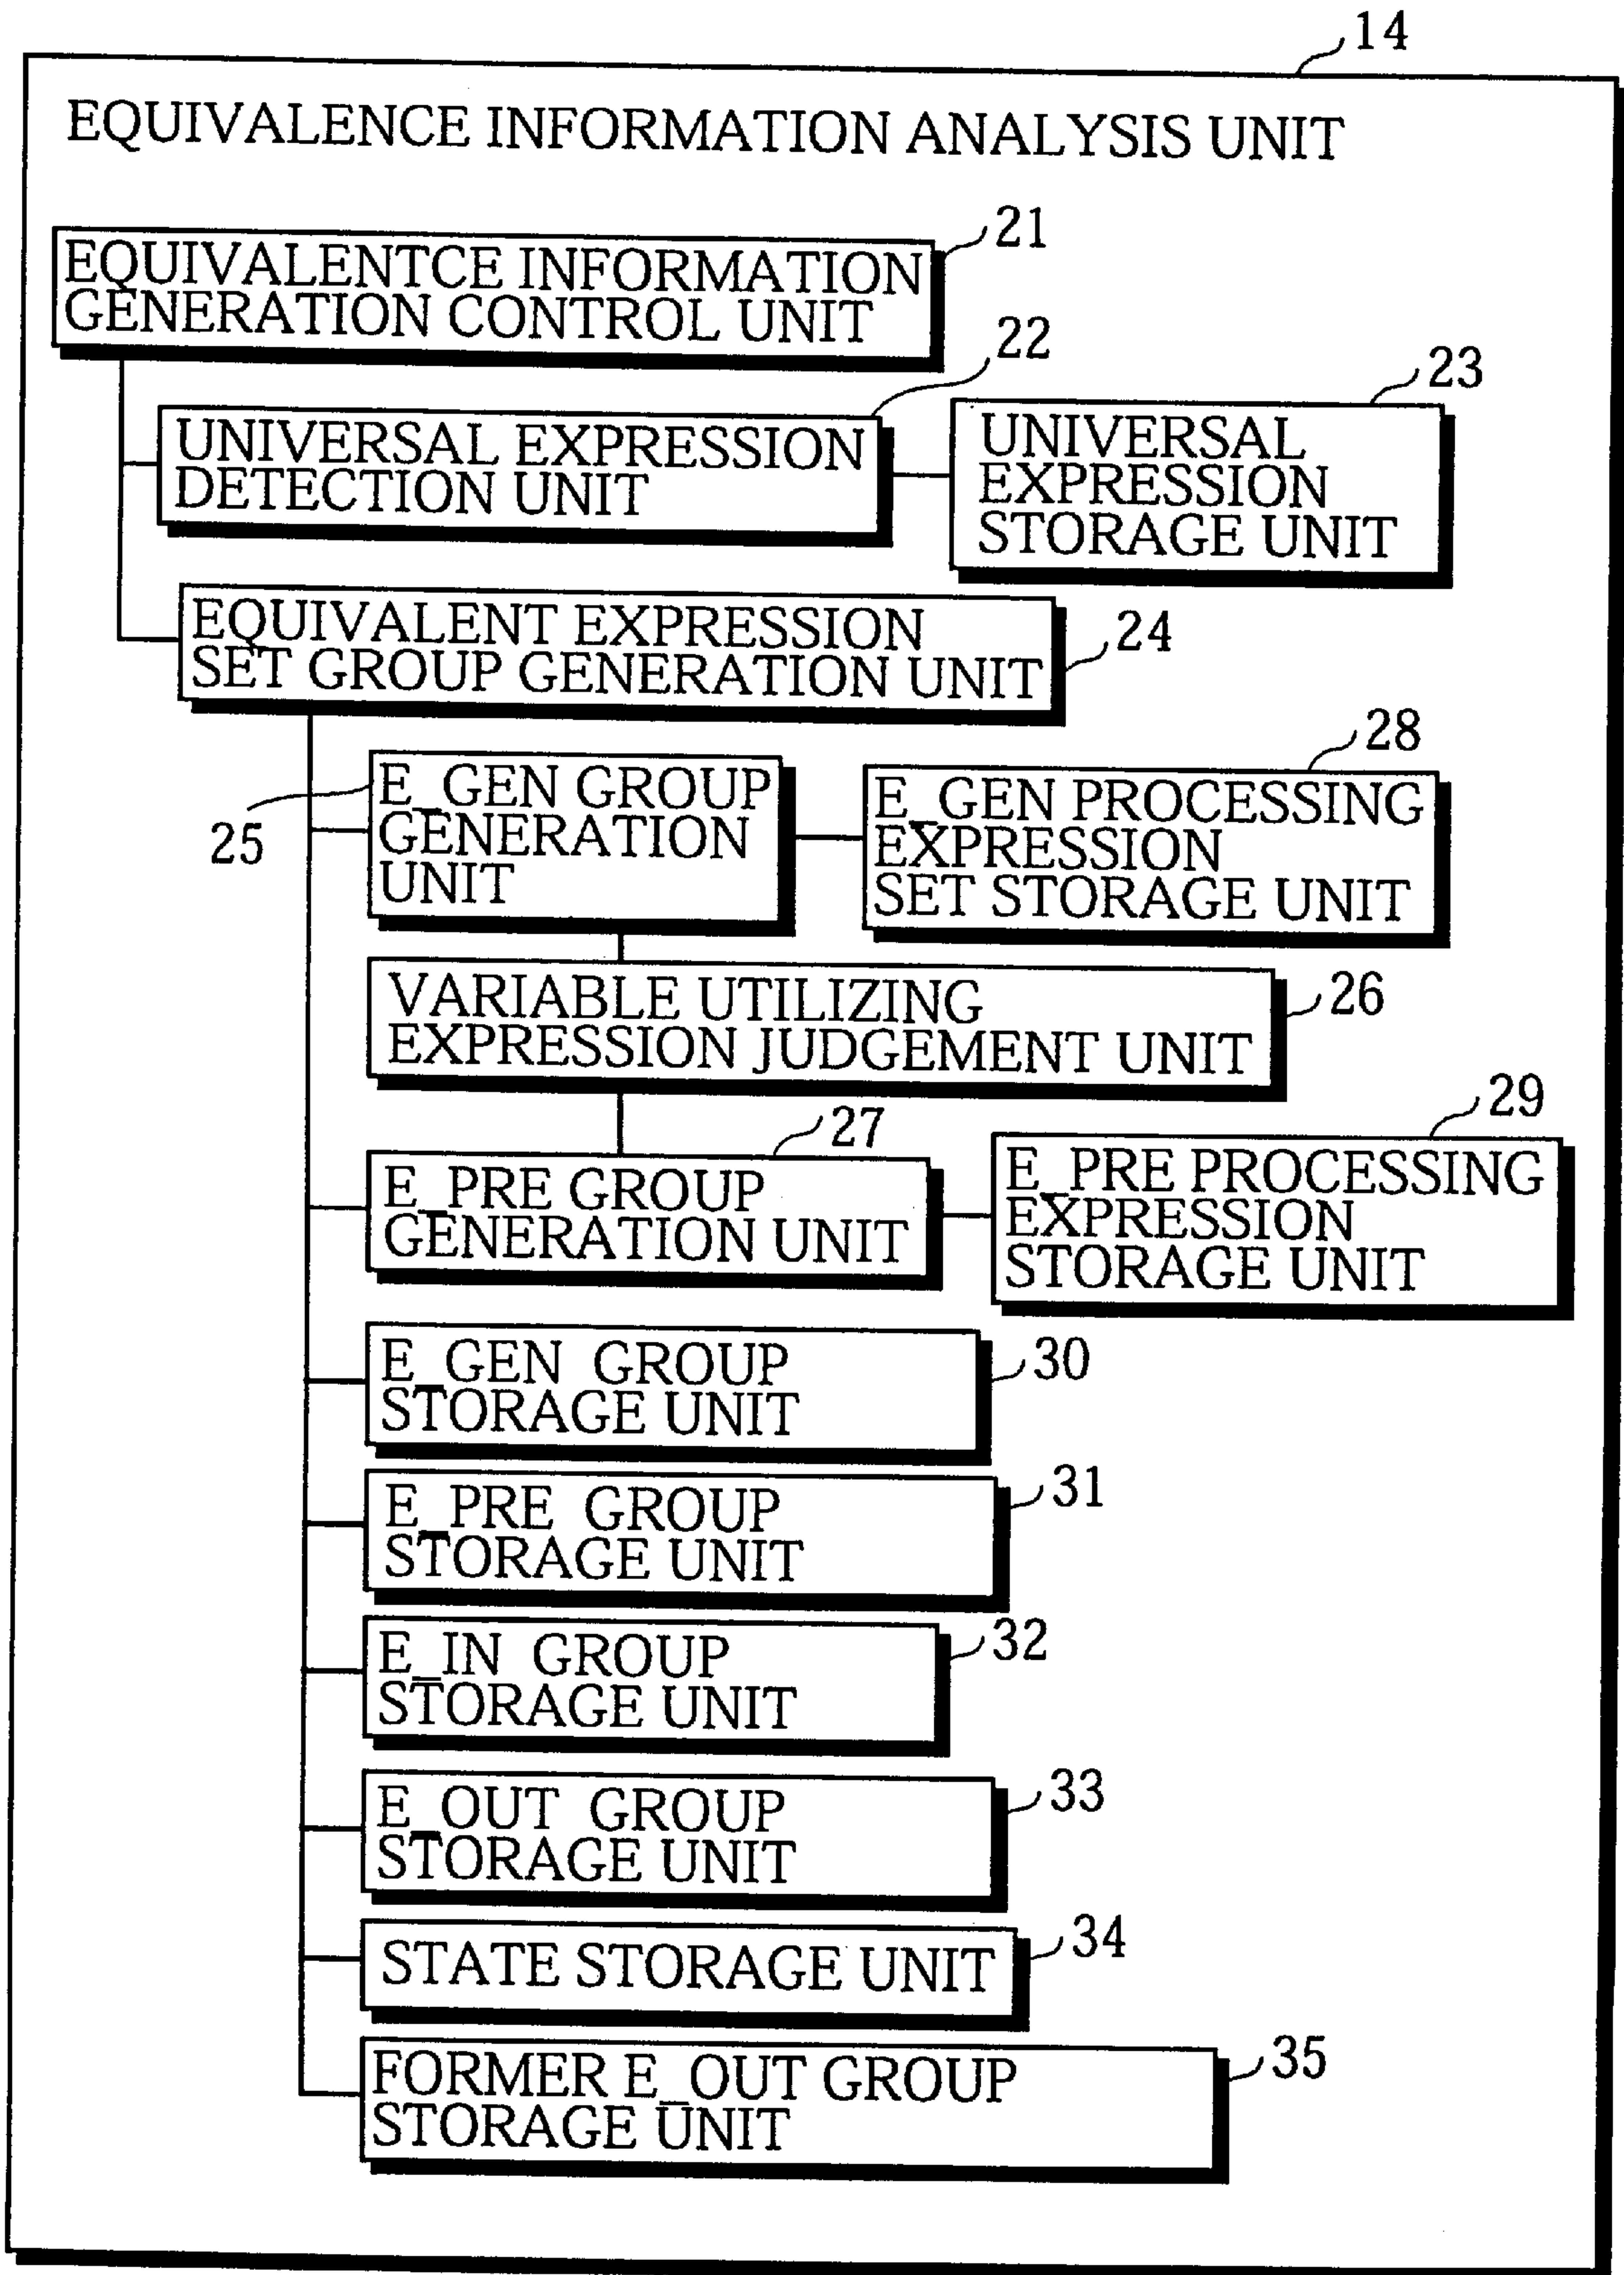 14
EQUIVALENCE INFORMATION ANALYSIS UNIT
21
EQUIVALENTCE INFORMATION
GENERATION CONTROL UNIT
22
UNIVERSAL EXPRESSION
DETECTION UNIT
23
UNIVERSAL
EXPRESSION
STORAGE UNIT
24
EQUIVALENT EXPRESSION
SET GROUP GENERATION UNIT
25
E_GEN GROUP
GENERATION
UNIT
28
E_GEN PROCESSING
EXPRESSION
SET STORAGE UNIT
26
VARIABLE UTILIZING
EXPRESSION JUDGEMENT UNIT
27
E_PRE GROUP
GENERATION UNIT
29
E_PRE PROCESSING
EXPRESSION
STORAGE UNIT
30
E_GEN GROUP
STORAGE UNIT
31
E_PRE GROUP
STORAGE UNIT
32
E_IN GROUP
STORAGE UNIT
33
E_OUT GROUP
STORAGE UNIT
34
STATE STORAGE UNIT
35
FORMER E_OUT GROUP
STORAGE UNIT